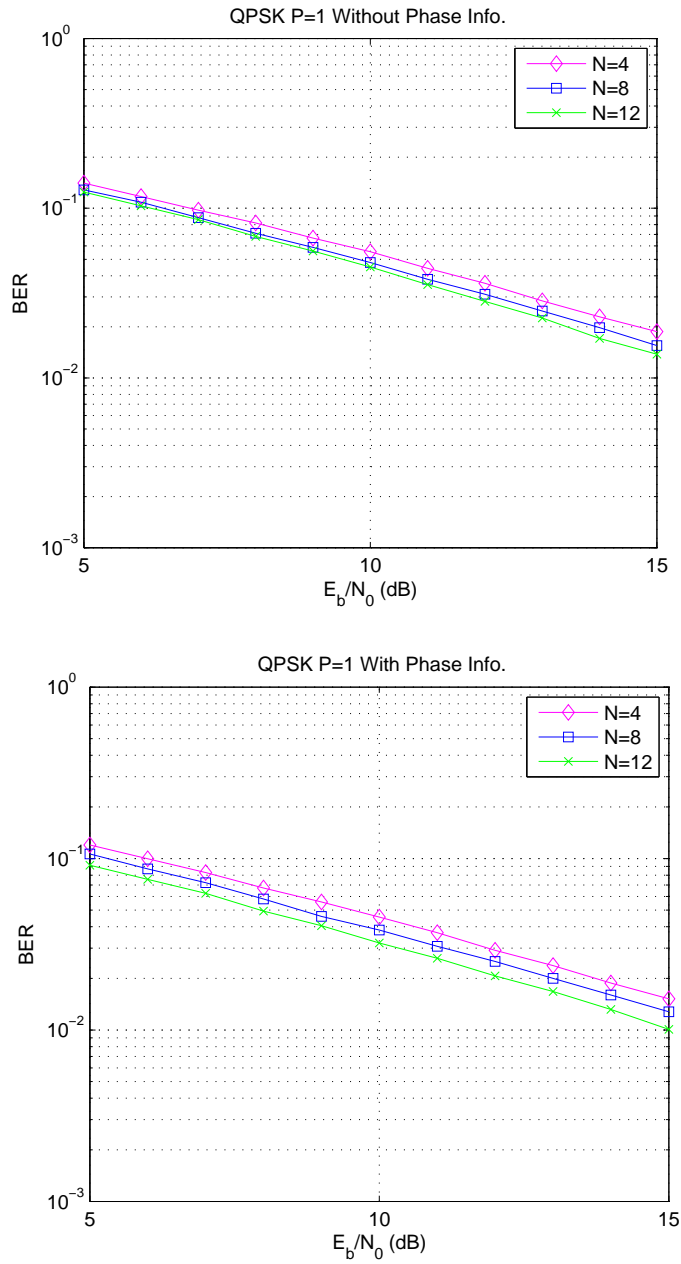 QPSK P=1 Without Phase Info.
10^0
10^-1
10^-2
10^-3
BER
N=4
N=8
N=12
5
10
15
E_b/N_0 (dB)
QPSK P=1 With Phase Info.
10^0
10^-1
10^-2
10^-3
BER
N=4
N=8
N=12
5
10
15
E_b/N_0 (dB)